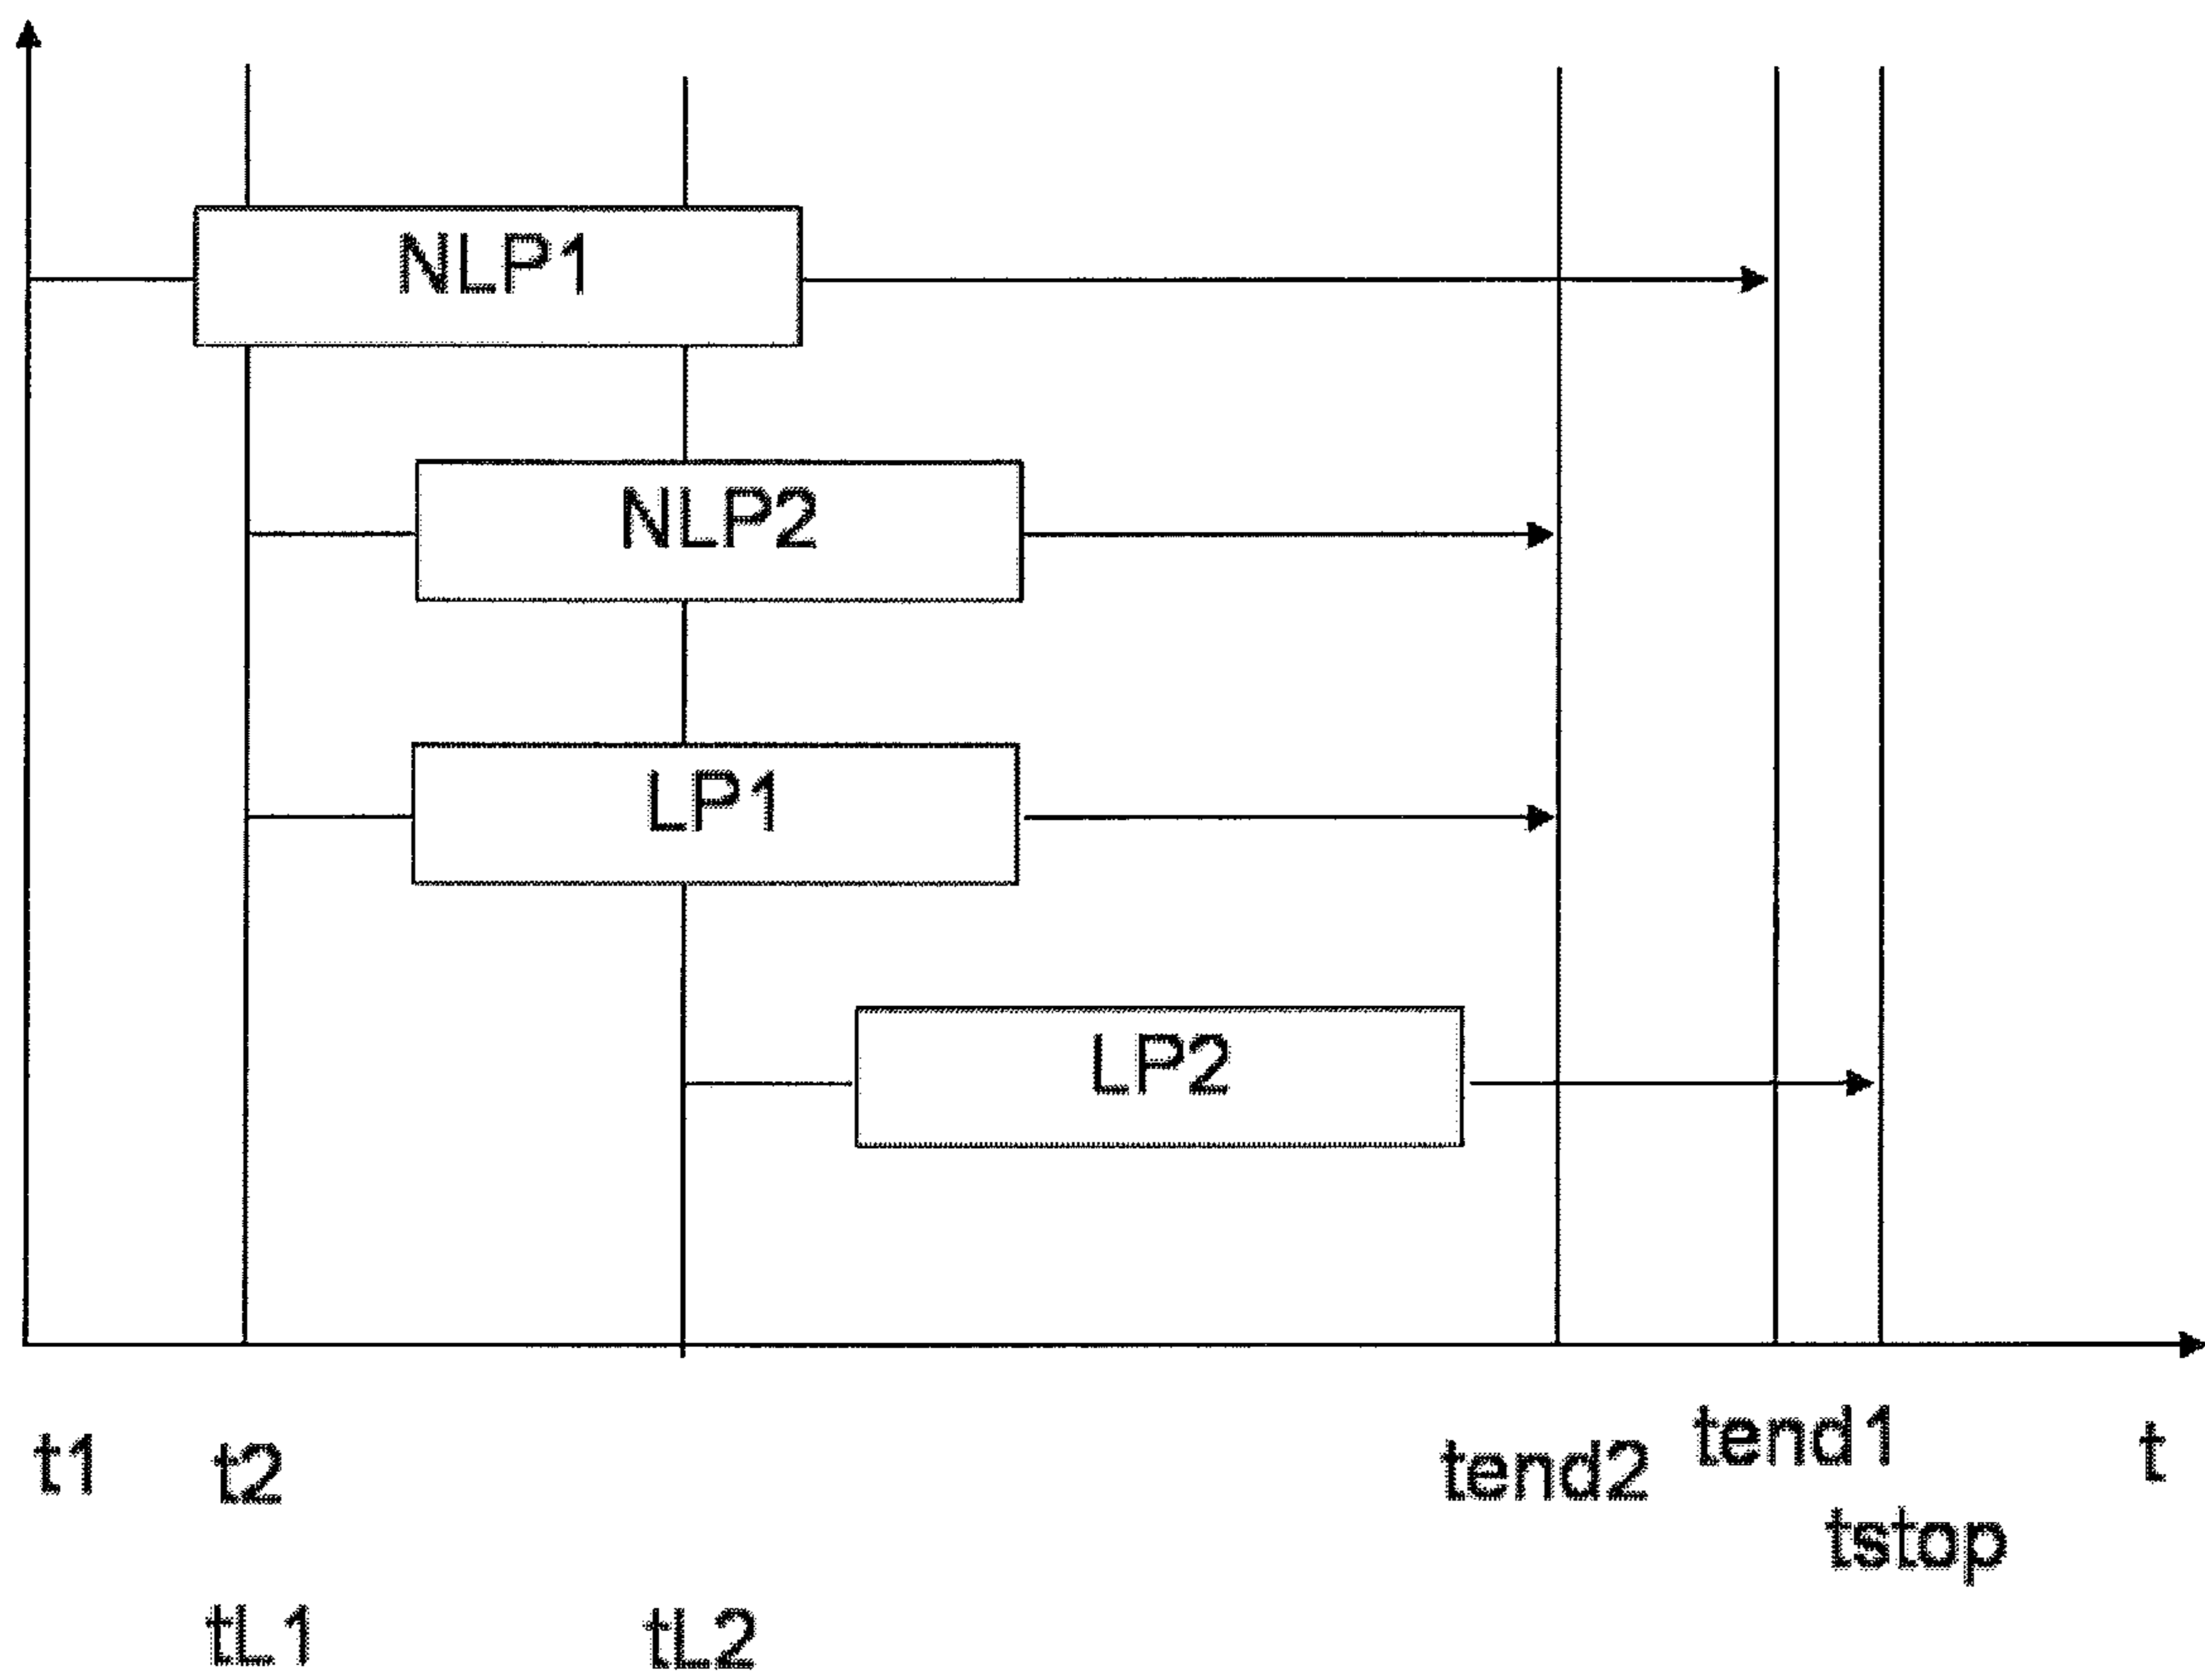 NLP1
NLP2
LP1
LP2
t1 t2 tend2 tend1 t
tstop
tL1 tL2